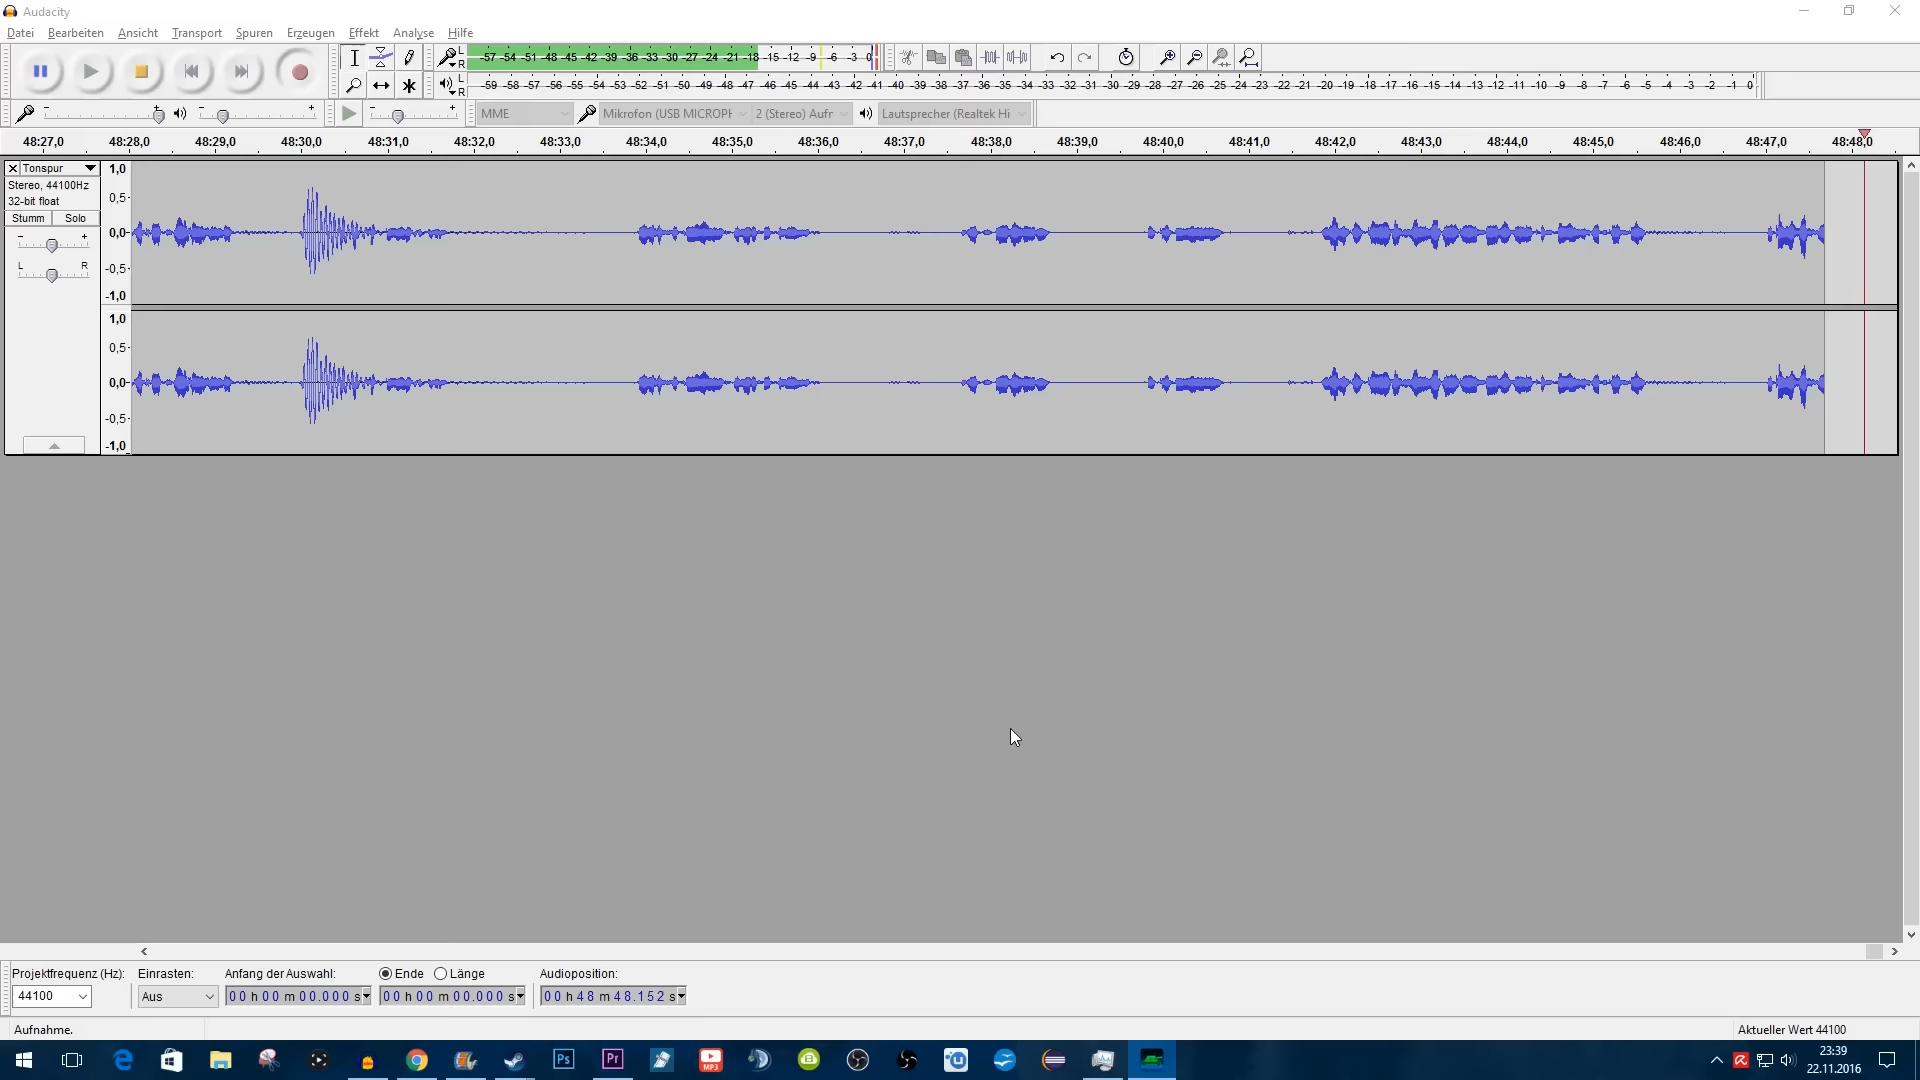 Audacity
Datei Bearbeiten Ansicht Transport Spuren Erzeugen Effekt Analyse Hilfe
L
R
-57 -54 -51 -48 -45 -42 -39 -36 -33 -30 -27 -24 -21 -18 -15 -12 -9 -6 -3 0
L
R
-59 -58 -57 -56 -55 -54 -53 -52 -51 -50 -49 -48 -47 -46 -45 -44 -43 -42 -41 -40 -39 -38 -37 -36 -35 -34 -33 -32 -31 -30 -29 -28 -27 -26 -25 -24 -23 -22 -21 -20 -19 -18 -17 -16 -15 -14 -13 -12 -11 -10 -9 -8 -7 -6 -5 -4 -3 -2 -1 0
- + - + - + MME Mikrofon (USB MICROPH 2 (Stereo) Aufr Lautsprecher (Realtek Hi
48:27,0 48:28,0 48:29,0 48:30,0 48:31,0 48:32,0 48:33,0 48:34,0 48:35,0 48:36,0 48:37,0 48:38,0 48:39,0 48:40,0 48:41,0 48:42,0 48:43,0 48:44,0 48:45,0 48:46,0 48:47,0 48:48,0
Tonspur
Stereo, 44100Hz
32-bit float
Stumm Solo
- +
L R
1,0
0,5
0,0
-0,5
-1,0
1,0
0,5
0,0
-0,5
-1,0
Projektfrequenz (Hz): Einrasten: Anfang der Auswahl: Ende Länge Audioposition:
44100 Aus 00 h 00 m 00.000 s 00 h 00 m 00.000 s 00 h 48 m 48.152 s
Aufnahme. Aktueller Wert 44100
Ps Pr MP3
23:39
22.11.2016